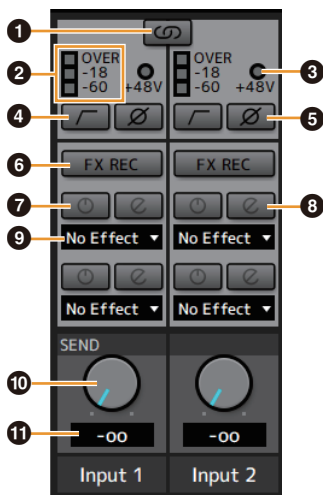 1
2 OVER -18 -60 +48V OVER -18 -60 +48V 3
4 5
6 FX REC FX REC
7 8
9 No Effect No Effect
No Effect No Effect
SEND
10
11 -oo -oo
Input 1 Input 2